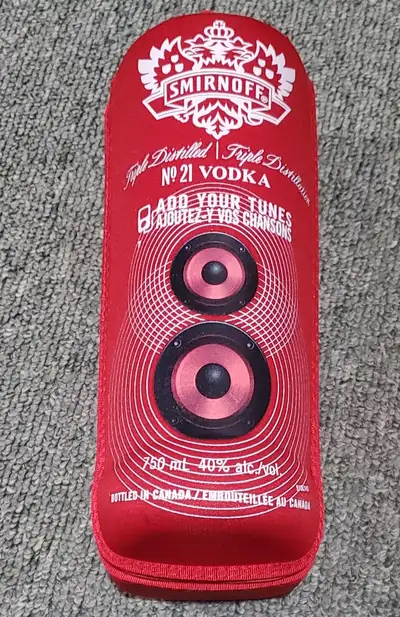 SMIRNOFF®
Triple Distilled Triple Distillation
Nº 21 VODKA
ADD YOUR TUNES
AJOUTEZ-Y VOS CHANSONS
750 mL 40% alc./vol.
BOTTLED IN CANADA / EMBOUTEILLÉE AU CANADA